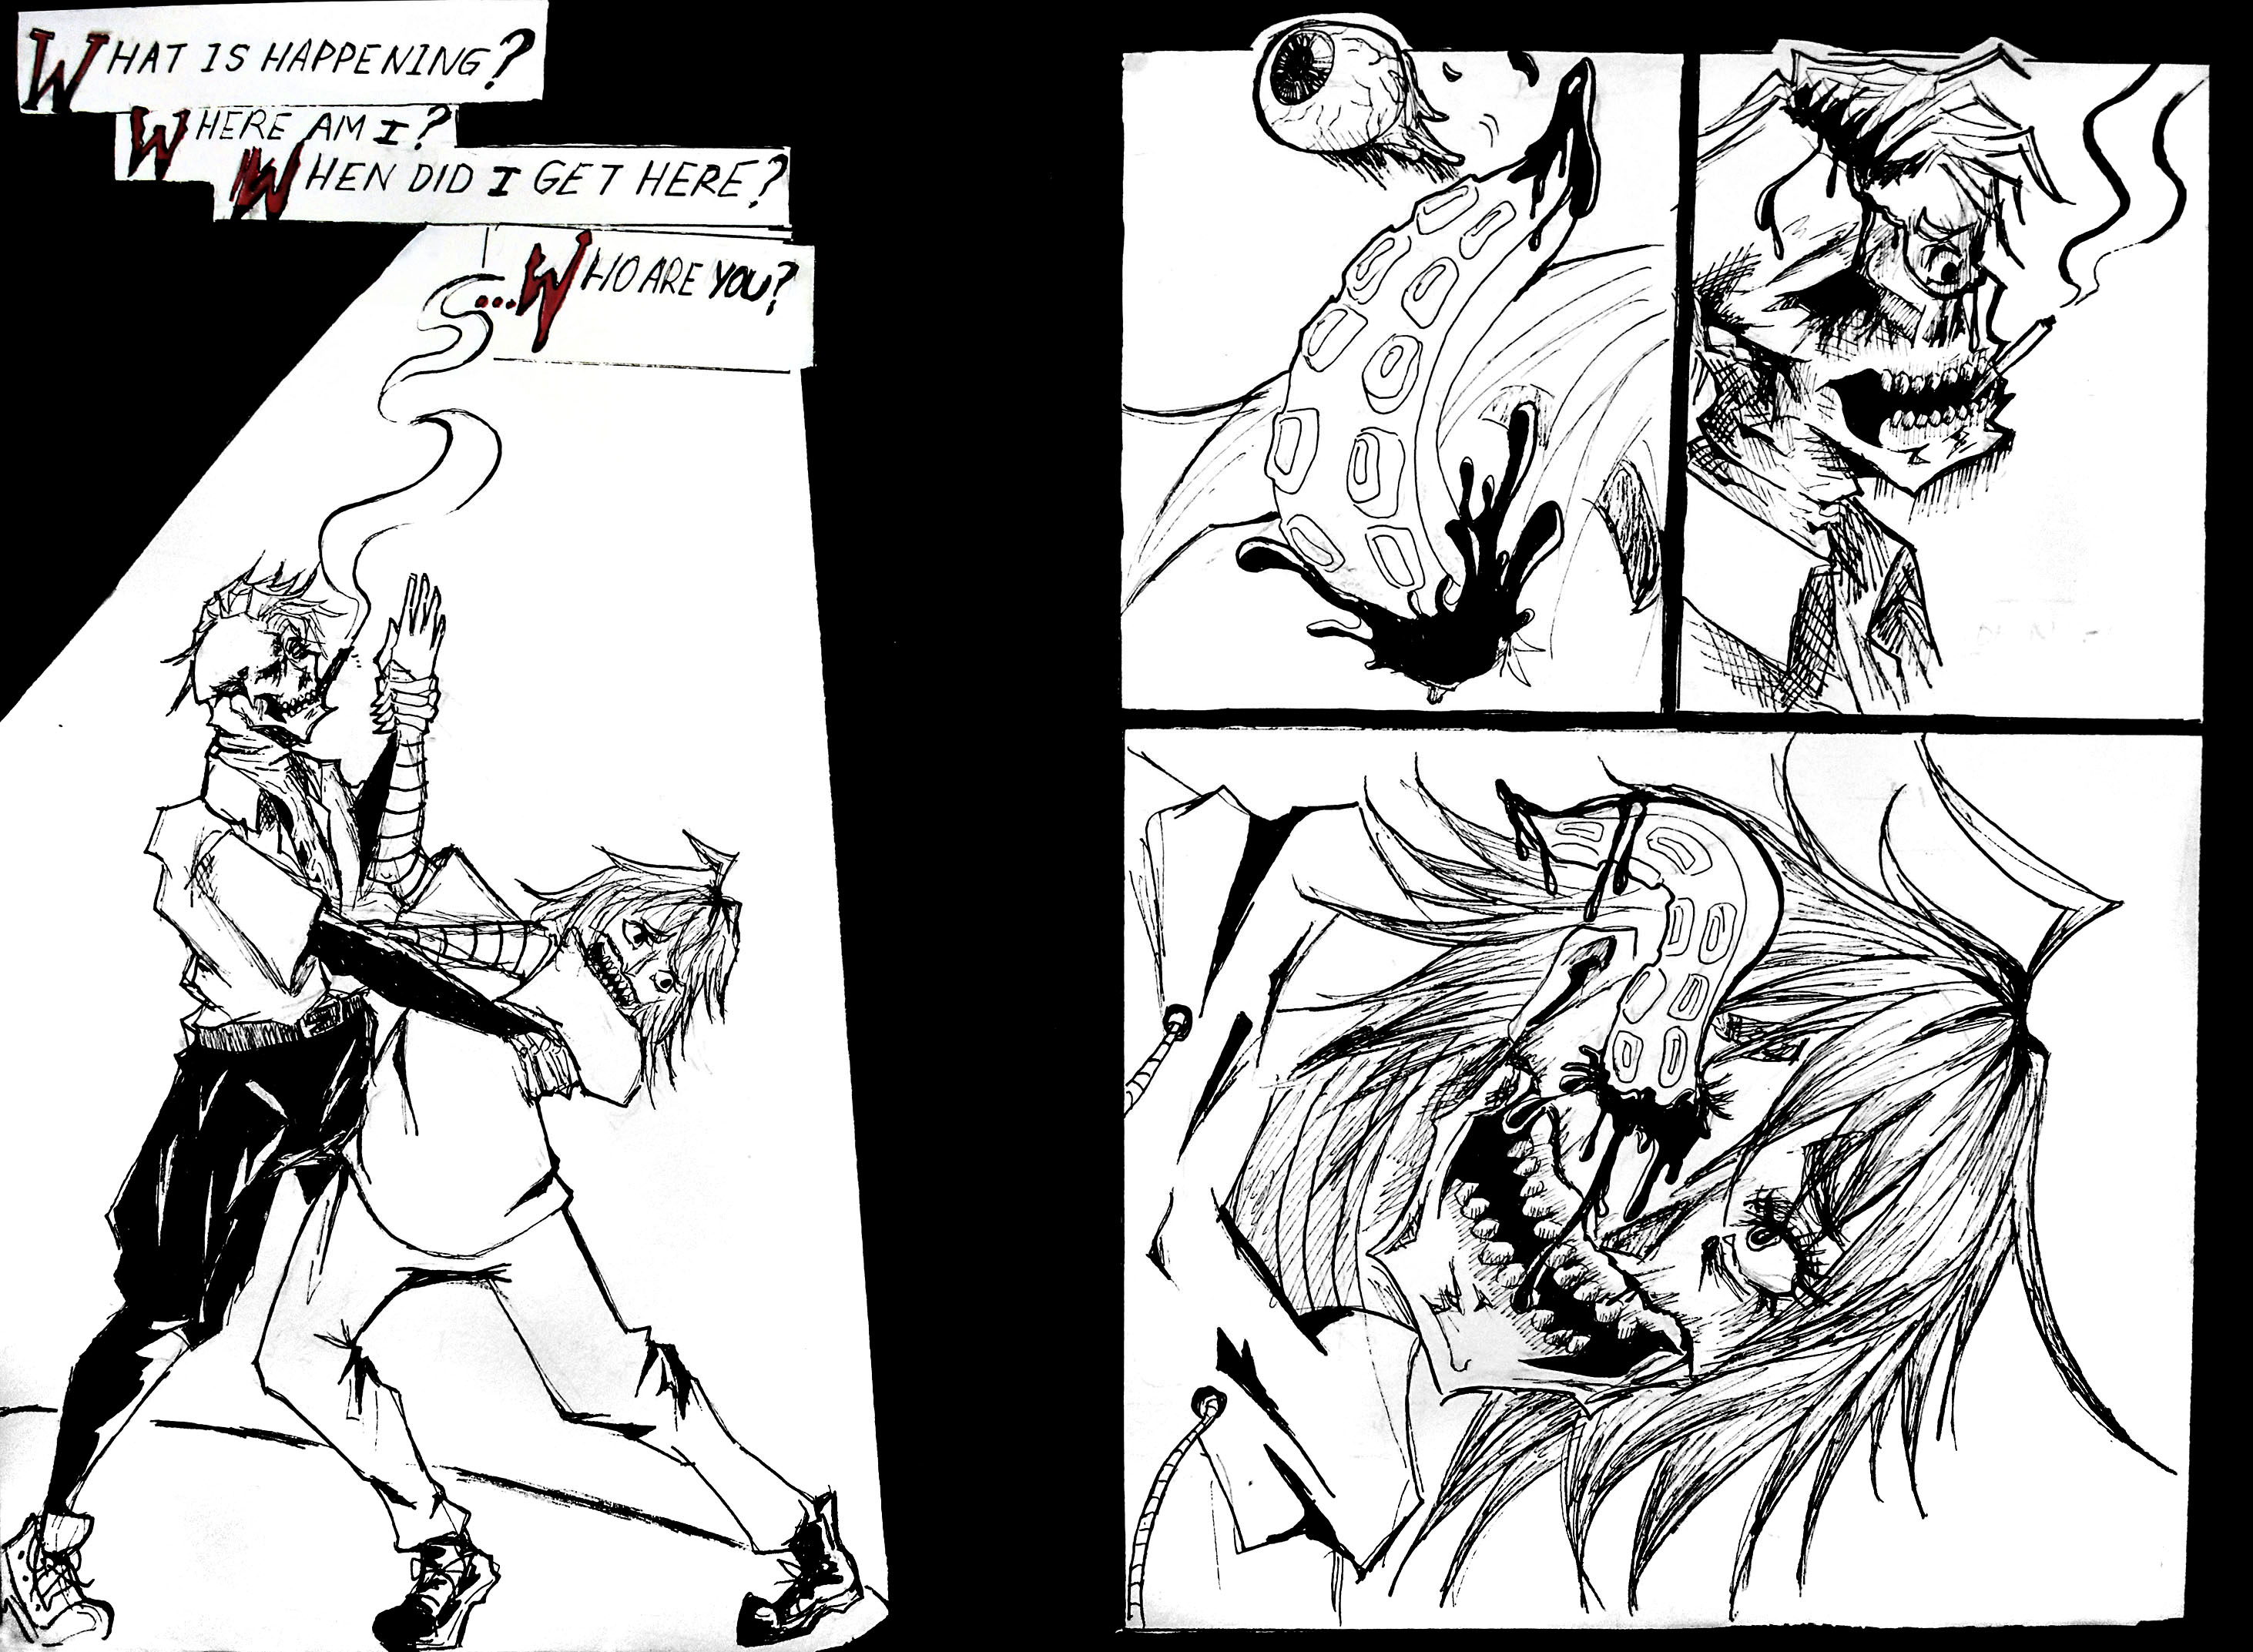 WHAT IS HAPPENING?
WHERE AM I?
WHEN DID I GET HERE?
...WHO ARE YOU?